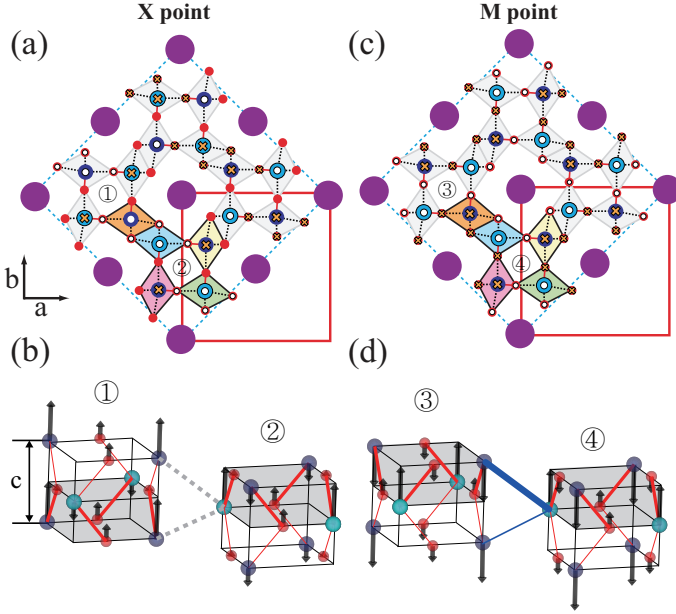 X point
M point
(a)
(c)
①
③
②
④
b
a
(b)
(d)
①
③
②
④
c